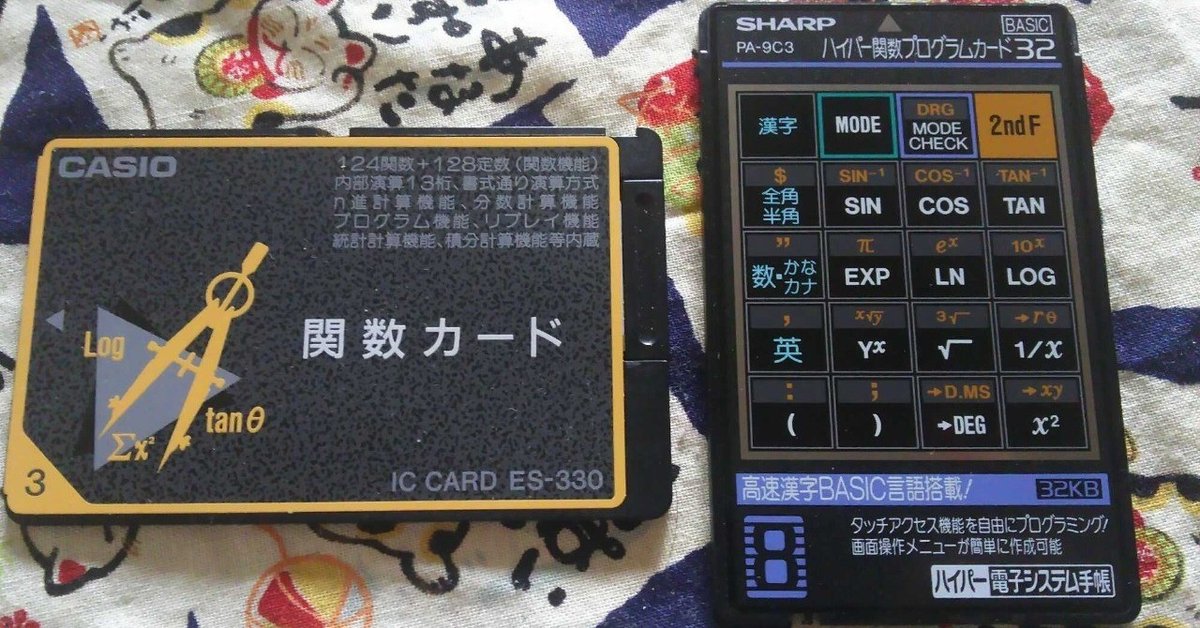 CASIO
・24関数+128定数(関数機能)
内部演算13桁、書式通り演算方式
n進計算機能、分数計算機能
プログラム機能、リプレイ機能
統計計算機能、積分計算機能等内蔵
Log
関数カード
tanθ
Σx²
3
IC CARD ES-330
SHARP
BASIC
PA-9C3 ハイパー関数プログラムカード32
漢字 MODE DRG MODE CHECK 2ndF
$ SIN⁻¹ COS⁻¹ TAN⁻¹
全角 半角 SIN COS TAN
” π eˣ 10ˣ
数・かなカナ EXP LN LOG
, ˣ√y ³√ →rθ
英 Yˣ √ 1/x
: ; →D.MS →xy
( ) →DEG x²
高速漢字BASIC言語搭載! 32KB
タッチアクセス機能を自由にプログラミング!
画面操作メニューが簡単に作成可能
ハイパー電子システム手帳